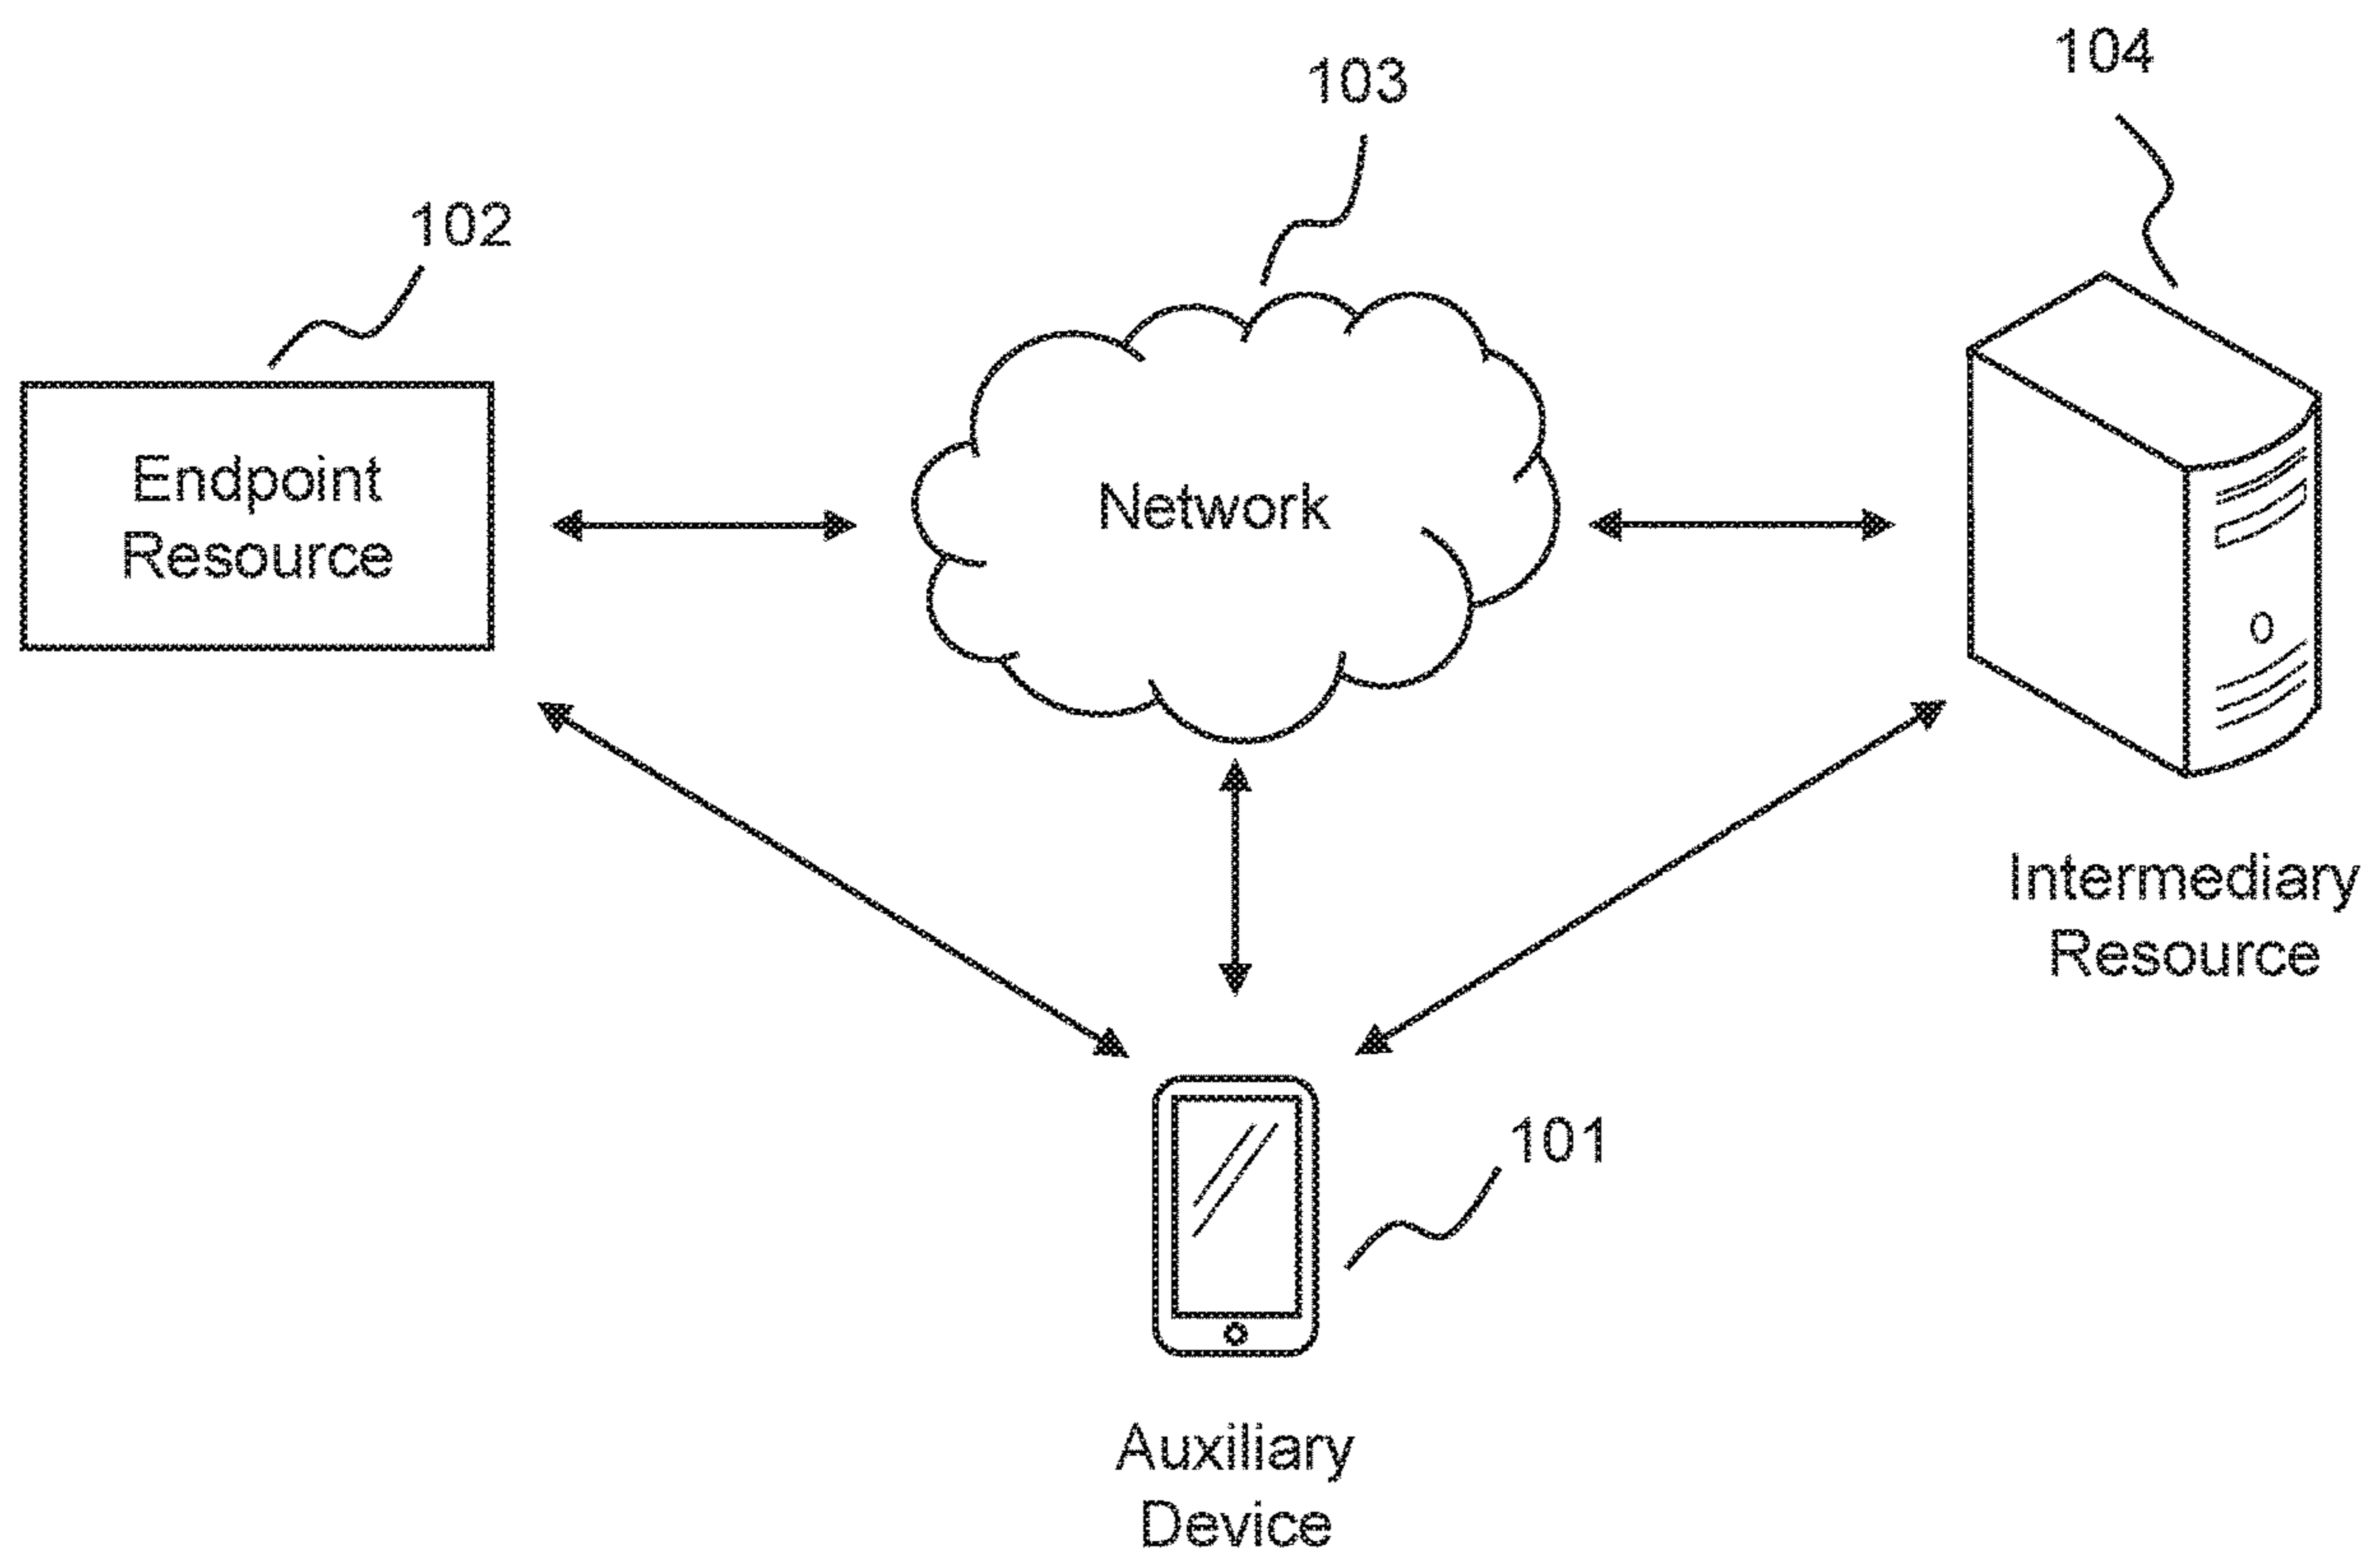 104
103
102
Endpoint
Resource
Network
Intermediary
Resource
101
Auxiliary
Device